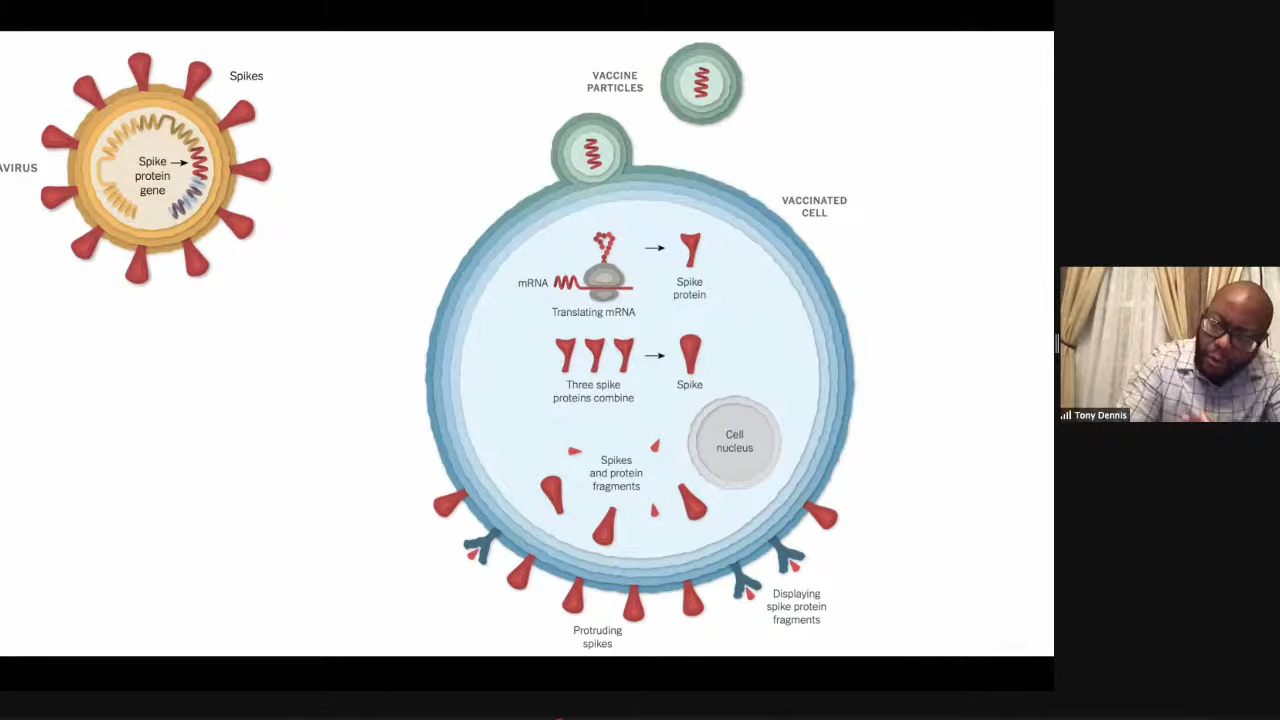 Spikes
AVIRUS
Spike
protein
gene
VACCINE
PARTICLES
VACCINATED
CELL
mRNA
Translating mRNA
Spike
protein
Three spike
proteins combine
Spike
Cell
nucleus
Spikes
and protein
fragments
Displaying
spike protein
fragments
Protruding
spikes
Tony Dennis